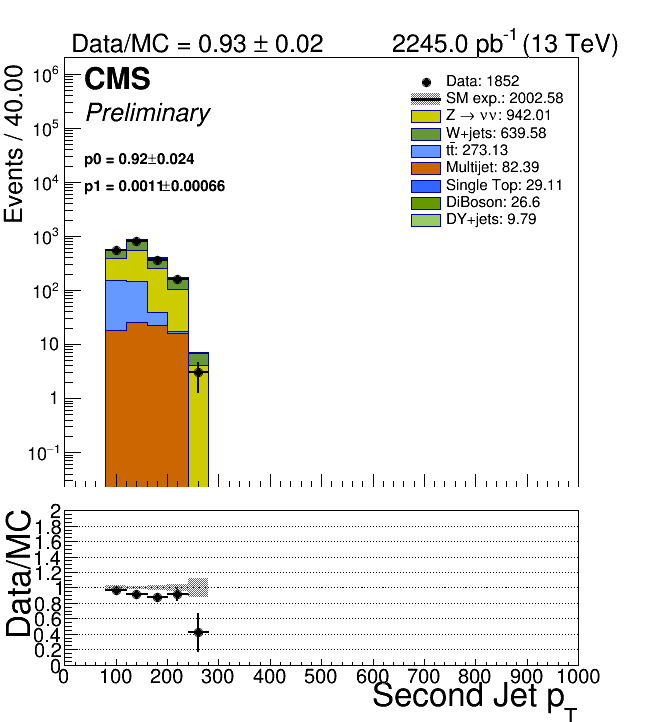 Data/MC = 0.93 ± 0.02 2245.0 pb⁻¹ (13 TeV)
CMS
Preliminary
p0 = 0.92±0.024
p1 = 0.0011±0.00066
Data: 1852
SM exp.: 2002.58
Z → νν: 942.01
W+jets: 639.58
tt̄: 273.13
Multijet: 82.39
Single Top: 29.11
DiBoson: 26.6
DY+jets: 9.79
Events / 40.00
10⁶
10⁵
10⁴
10³
10²
10
1
10⁻¹
Data/MC
2
1.8
1.6
1.4
1.2
1
0.8
0.6
0.4
0.2
0
0 100 200 300 400 500 600 700 800 900 1000
Second Jet p_T